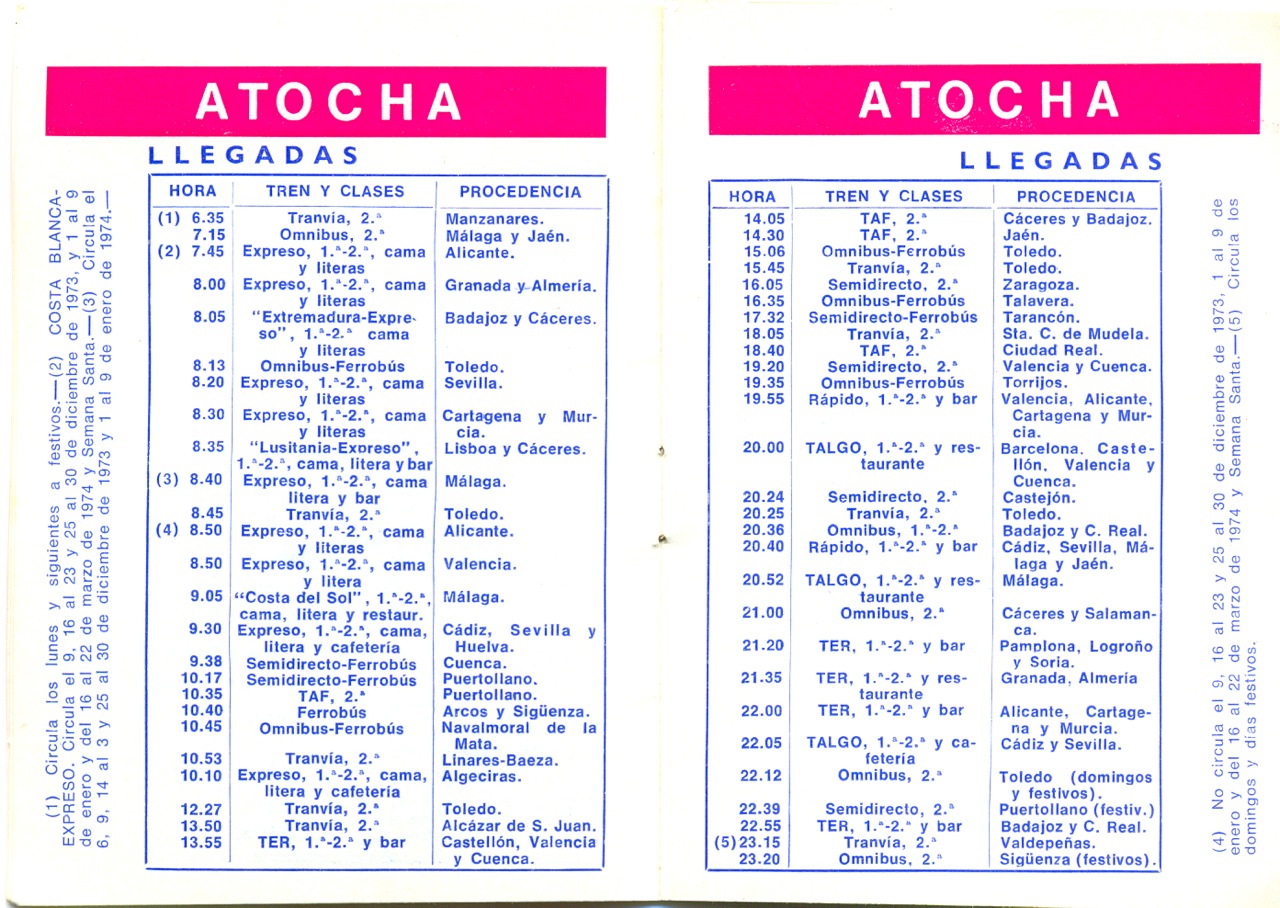 ATOCHA
LLEGADAS
HORA TREN Y CLASES PROCEDENCIA
(1) 6.35 Tranvía, 2.ª Manzanares.
7.15 Omnibus, 2.ª Málaga y Jaén.
(2) 7.45 Expreso, 1.ª-2.ª, cama Alicante.
y literas
8.00 Expreso, 1.ª-2.ª, cama Granada y Almería.
y literas
8.05 "Extremadura-Expre- Badajoz y Cáceres.
so", 1.ª-2.ª cama
y literas
8.13 Omnibus-Ferrobús Toledo.
8.20 Expreso, 1.ª-2.ª, cama Sevilla.
y literas
8.30 Expreso, 1.ª-2.ª, cama Cartagena y Mur-
y literas cia.
8.35 "Lusitania-Expreso", Lisboa y Cáceres.
1.ª-2.ª, cama, litera y bar
(3) 8.40 Expreso, 1.ª-2.ª, cama Málaga.
litera y bar
8.45 Tranvía, 2.ª Toledo.
(4) 8.50 Expreso, 1.ª-2.ª, cama Alicante.
y literas
8.50 Expreso, 1.ª-2.ª, cama Valencia.
y litera
9.05 "Costa del Sol", 1.ª-2.ª, Málaga.
cama, litera y restaur.
9.30 Expreso, 1.ª-2.ª, cama, Cádiz, Sevilla y
litera y cafetería Huelva.
9.38 Semidirecto-Ferrobús Cuenca.
10.17 Semidirecto-Ferrobús Puertollano.
10.35 TAF, 2.ª Puertollano.
10.40 Ferrobús Arcos y Sigüenza.
10.45 Omnibus-Ferrobús Navalmoral de la
Mata.
10.53 Tranvía, 2.ª Linares-Baeza.
10.10 Expreso, 1.ª-2.ª, cama, Algeciras.
litera y cafetería
12.27 Tranvía, 2.ª Toledo.
13.50 Tranvía, 2.ª Alcázar de S. Juan.
13.55 TER, 1.ª-2.ª y bar Castellón, Valencia
y Cuenca.
(1) Circula los lunes y siguientes a festivos.—(2) COSTA BLANCA-
EXPRESO. Circula el 9, 16 al 23 y 25 al 30 de diciembre de 1973, y 1 al 9
de enero y del 16 al 22 de marzo de 1974 y Semana Santa.—(3) Circula el
6, 9, 14 al 3 y 25 al 30 de diciembre de 1973 y 1 al 9 de enero de 1974.—
ATOCHA
LLEGADAS
HORA TREN Y CLASES PROCEDENCIA
14.05 TAF, 2.ª Cáceres y Badajoz.
14.30 TAF, 2.ª Jaén.
15.06 Omnibus-Ferrobús Toledo.
15.45 Tranvía, 2.ª Toledo.
16.05 Semidirecto, 2.ª Zaragoza.
16.35 Omnibus-Ferrobús Talavera.
17.32 Semidirecto-Ferrobús Tarancón.
18.05 Tranvía, 2.ª Sta. C. de Mudela.
18.40 TAF, 2.ª Ciudad Real.
19.20 Semidirecto, 2.ª Valencia y Cuenca.
19.35 Omnibus-Ferrobús Torrijos.
19.55 Rápido, 1.ª-2.ª y bar Valencia, Alicante,
Cartagena y Mur-
cia.
20.00 TALGO, 1.ª-2.ª y res- Barcelona, Caste-
taurante llón, Valencia y
Cuenca.
20.24 Semidirecto, 2.ª Castejón.
20.25 Tranvía, 2.ª Toledo.
20.36 Omnibus, 1.ª-2.ª Badajoz y C. Real.
20.40 Rápido, 1.ª-2.ª y bar Cádiz, Sevilla, Má-
laga y Jaén.
20.52 TALGO, 1.ª-2.ª y res- Málaga.
taurante
21.00 Omnibus, 2.ª Cáceres y Salaman-
ca.
21.20 TER, 1.ª-2.ª y bar Pamplona, Logroño
y Soria.
21.35 TER, 1.ª-2.ª y res- Granada, Almería
taurante
22.00 TER, 1.ª-2.ª y bar Alicante, Cartage-
na y Murcia.
22.05 TALGO, 1.ª-2.ª y ca- Cádiz y Sevilla.
fetería
22.12 Omnibus, 2.ª Toledo (domingos
y festivos).
22.39 Semidirecto, 2.ª Puertollano (festiv.)
22.55 TER, 1.ª-2.ª y bar Badajoz y C. Real.
(5) 23.15 Tranvía, 2.ª Valdepeñas.
23.20 Omnibus, 2.ª Sigüenza (festivos).
(4) No circula el 9, 16 al 23 y 25 al 30 de diciembre de 1973, 1 al 9 de
enero y del 16 al 22 de marzo de 1974 y Semana Santa.—(5) Circula los
domingos y días festivos.